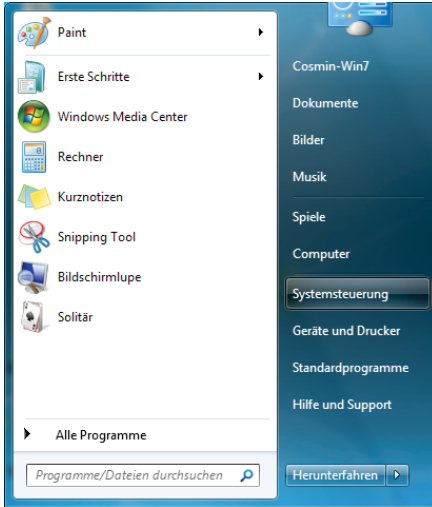 Paint
Erste Schritte
Windows Media Center
Rechner
Kurznotizen
Snipping Tool
Bildschirmlupe
Solitär
Alle Programme
Programme/Dateien durchsuchen
Cosmin-Win7
Dokumente
Bilder
Musik
Spiele
Computer
Systemsteuerung
Geräte und Drucker
Standardprogramme
Hilfe und Support
Herunterfahren